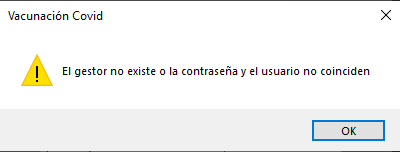 Vacunación Covid
El gestor no existe o la contraseña y el usuario no coinciden
OK